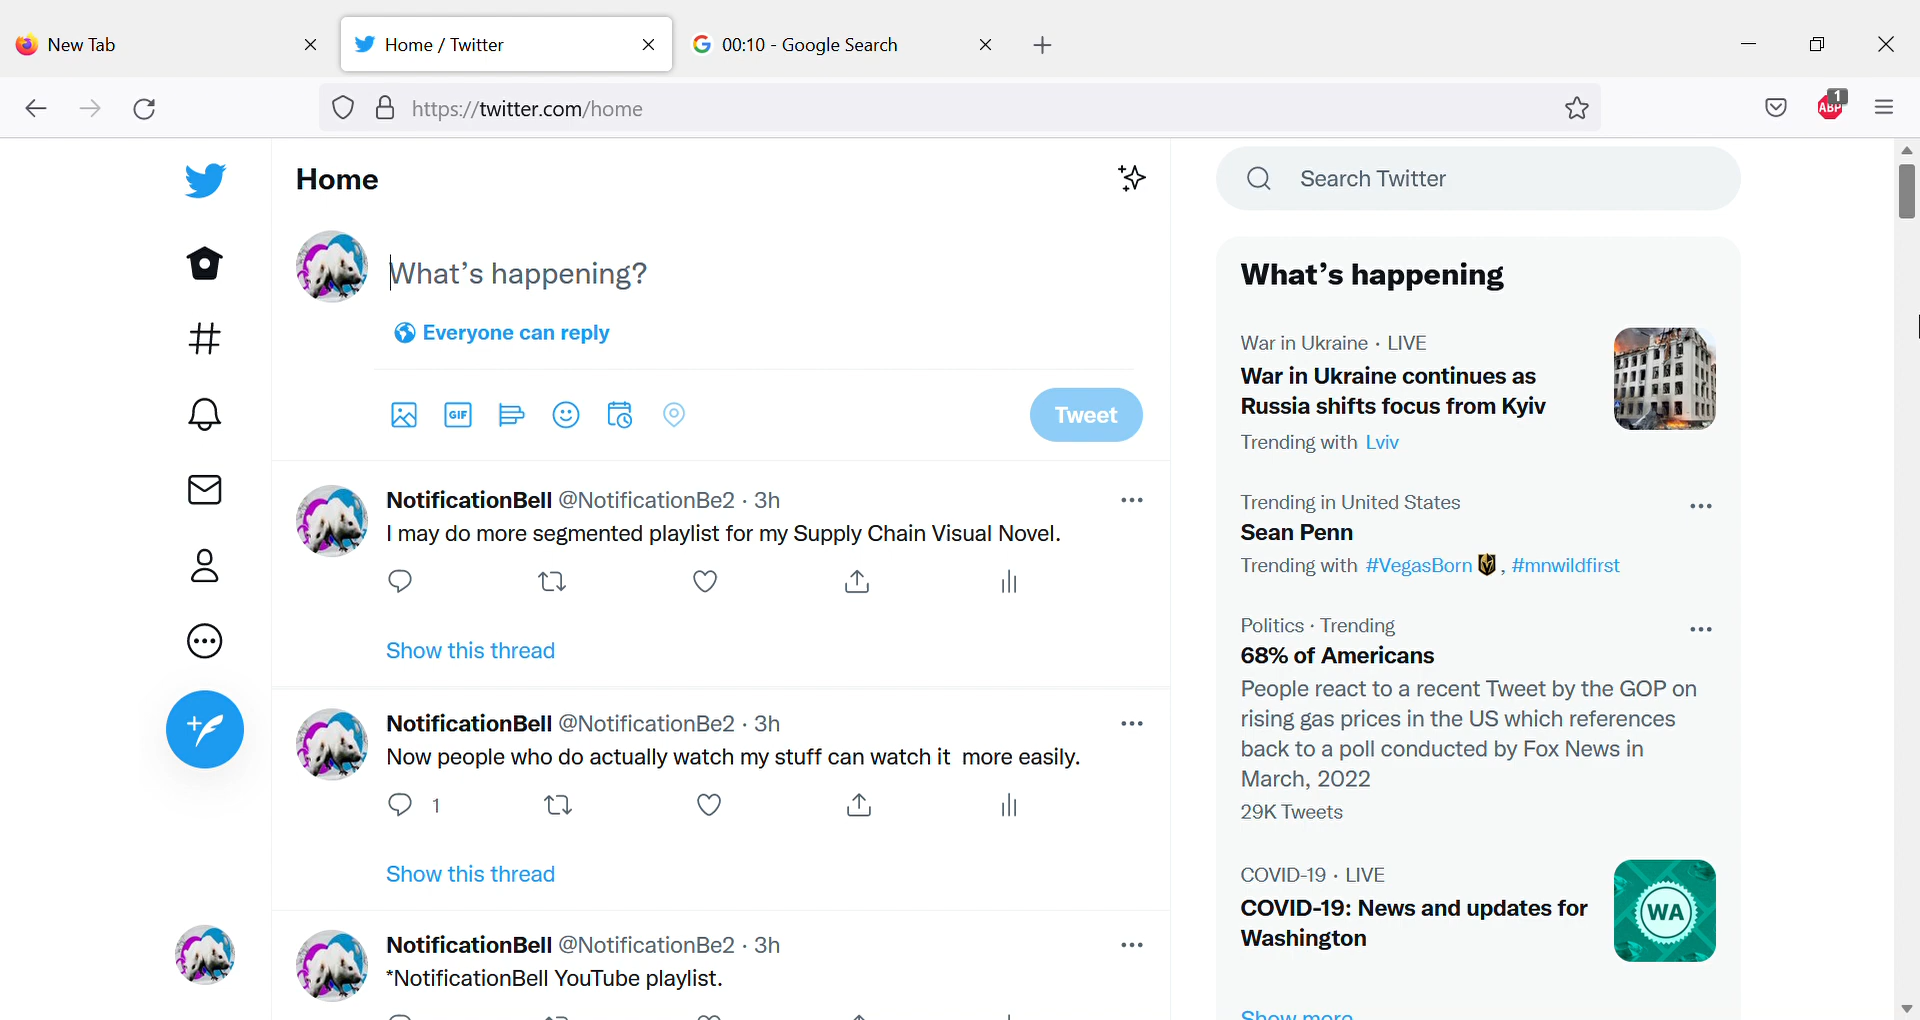 New Tab
Home / Twitter
00:10 - Google Search
https://twitter.com/home
ABP
1
Home
Search Twitter
What's happening?
Everyone can reply
GIF
Tweet
NotificationBell @NotificationBe2 · 3h
I may do more segmented playlist for my Supply Chain Visual Novel.
Show this thread
NotificationBell @NotificationBe2 · 3h
Now people who do actually watch my stuff can watch it more easily.
1
Show this thread
NotificationBell @NotificationBe2 · 3h
*NotificationBell YouTube playlist.
What's happening
War in Ukraine · LIVE
War in Ukraine continues as
Russia shifts focus from Kyiv
Trending with Lviv
Trending in United States
Sean Penn
Trending with #VegasBorn, #mnwildfirst
Politics · Trending
68% of Americans
People react to a recent Tweet by the GOP on
rising gas prices in the US which references
back to a poll conducted by Fox News in
March, 2022
29K Tweets
COVID-19 · LIVE
COVID-19: News and updates for
Washington
WA
Show more